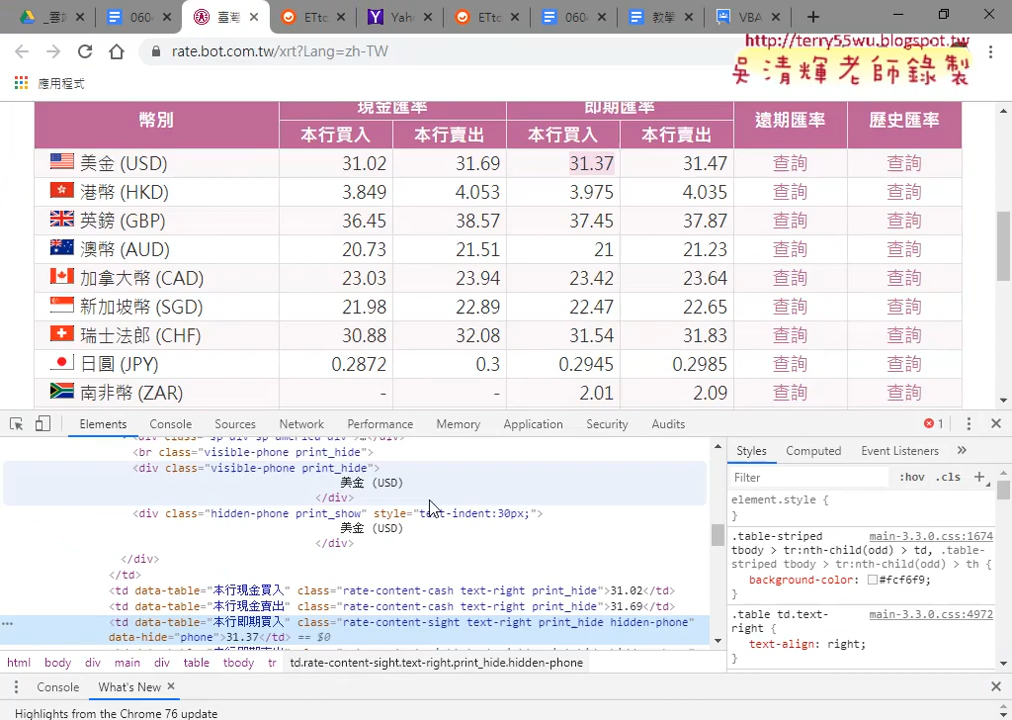 _雲端
060
臺灣
ETtc
Yah
ETtc
060
教學
VBA
rate.bot.com.tw/xrt?Lang=zh-TW
http://terry55wu.blogspot.tw
吳清輝老師錄製
應用程式
幣別
現金匯率
即期匯率
遠期匯率
歷史匯率
本行買入
本行賣出
本行買入
本行賣出
美金 (USD) 31.02 31.69 31.37 31.47 查詢 查詢
港幣 (HKD) 3.849 4.053 3.975 4.035 查詢 查詢
英鎊 (GBP) 36.45 38.57 37.45 37.87 查詢 查詢
澳幣 (AUD) 20.73 21.51 21 21.23 查詢 查詢
加拿大幣 (CAD) 23.03 23.94 23.42 23.64 查詢 查詢
新加坡幣 (SGD) 21.98 22.89 22.47 22.65 查詢 查詢
瑞士法郎 (CHF) 30.88 32.08 31.54 31.83 查詢 查詢
日圓 (JPY) 0.2872 0.3 0.2945 0.2985 查詢 查詢
南非幣 (ZAR) - - 2.01 2.09 查詢 查詢
Elements Console Sources Network Performance Memory Application Security Audits 1
<br class="visible-phone print_hide">
<div class="visible-phone print_hide">
美金 (USD)
</div>
<div class="hidden-phone print_show" style="text-indent:30px;">
美金 (USD)
</div>
</div>
</td>
<td data-table="本行現金買入" class="rate-content-cash text-right print_hide">31.02</td>
<td data-table="本行現金賣出" class="rate-content-cash text-right print_hide">31.69</td>
<td data-table="本行即期買入" class="rate-content-sight text-right print_hide hidden-phone"
data-hide="phone">31.37</td> == $0
html body div main div table tbody tr td.rate-content-sight.text-right.print_hide.hidden-phone
Styles Computed Event Listeners »
Filter :hov .cls +
element.style {
}
.table-striped main-3.3.0.css:1674
tbody > tr:nth-child(odd) > td, .table-
striped tbody > tr:nth-child(odd) > th {
background-color: #fcf6f9;
}
.table td.text- main-3.3.0.css:4972
right {
text-align: right;
}
Console What's New
Highlights from the Chrome 76 update